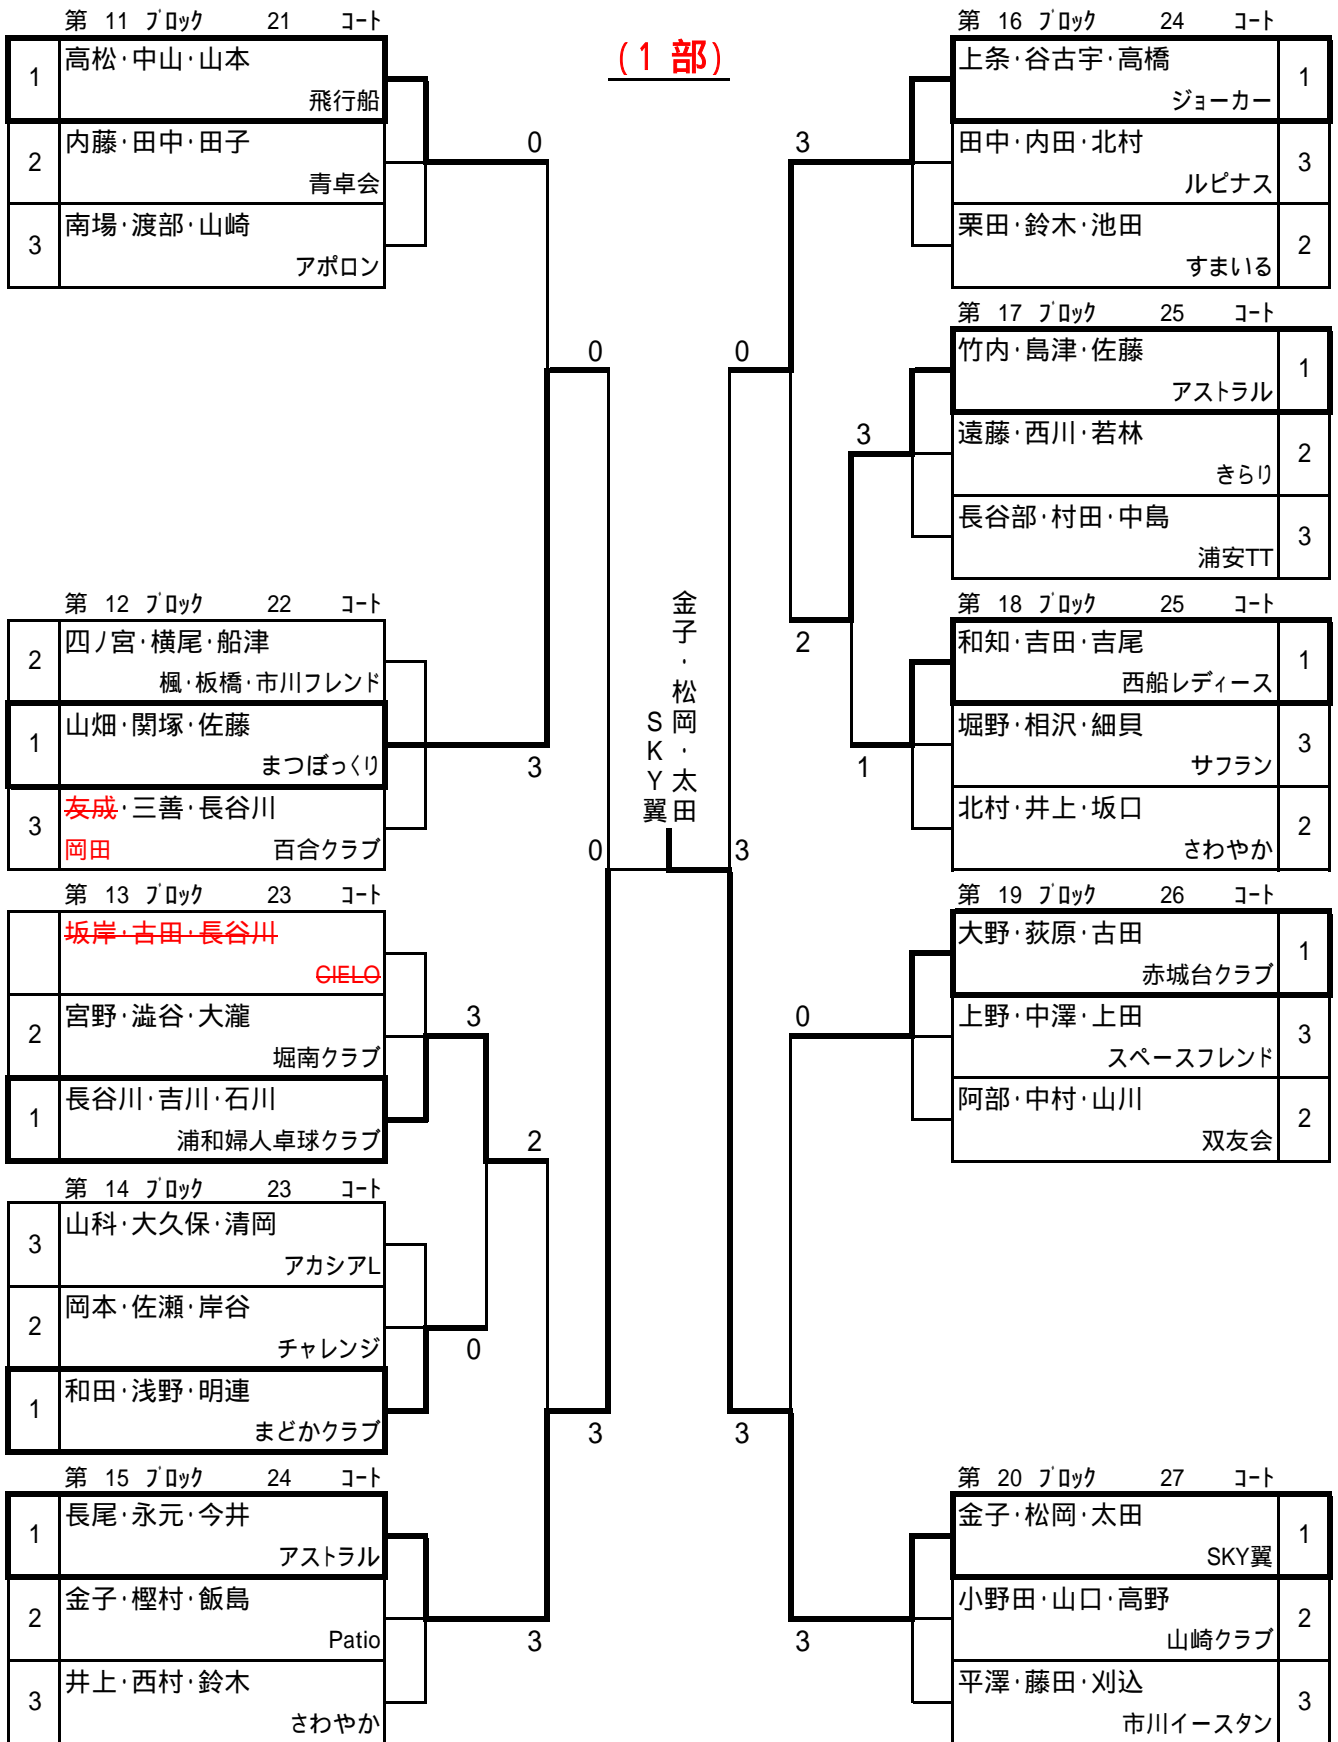 (1 部)
第 11 ブロック 21 コート
1 高松・中山・山本
飛行船
2 内藤・田中・田子
青卓会
3 南場・渡部・山崎
アポロン
第 12 ブロック 22 コート
2 四ノ宮・横尾・船津
楓・板橋・市川フレンド
1 山畑・関塚・佐藤
まつぼっくり
3 友成・三善・長谷川
岡田 百合クラブ
第 13 ブロック 23 コート
坂岸・古田・長谷川
CIELO
2 宮野・澁谷・大瀧
堀南クラブ
1 長谷川・吉川・石川
浦和婦人卓球クラブ
第 14 ブロック 23 コート
3 山科・大久保・清岡
アカシアL
2 岡本・佐瀬・岸谷
チャレンジ
1 和田・浅野・明連
まどかクラブ
第 15 ブロック 24 コート
1 長尾・永元・今井
アストラル
2 金子・樫村・飯島
Patio
3 井上・西村・鈴木
さわやか
0
3
0
3
0
2
3
3
0
3
金子・松岡・太田
SKY翼
3
0
3
2
1
3
0
3
3
第 16 ブロック 24 コート
上条・谷古宇・高橋 1
ジョーカー
田中・内田・北村 3
ルピナス
栗田・鈴木・池田 2
すまいる
第 17 ブロック 25 コート
竹内・島津・佐藤 1
アストラル
遠藤・西川・若林 2
きらり
長谷部・村田・中島 3
浦安TT
第 18 ブロック 25 コート
和知・吉田・吉尾 1
西船レディース
堀野・相沢・細貝 3
サフラン
北村・井上・坂口 2
さわやか
第 19 ブロック 26 コート
大野・荻原・古田 1
赤城台クラブ
上野・中澤・上田 3
スペースフレンド
阿部・中村・山川 2
双友会
第 20 ブロック 27 コート
金子・松岡・太田 1
SKY翼
小野田・山口・高野 2
山崎クラブ
平澤・藤田・刈込 3
市川イースタン